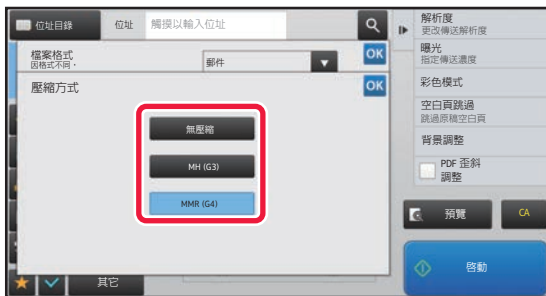 位址目錄
位址
觸摸以輸入位址
檔案格式
因格式不同，
郵件
OK
壓縮方式
OK
無壓縮
MH (G3)
MMR (G4)
其它
解析度
更改傳送解析度
曝光
指定傳送濃度
彩色模式
空白頁跳過
跳過原稿空白頁
背景調整
PDF 歪斜
調整
預覽
CA
啓動